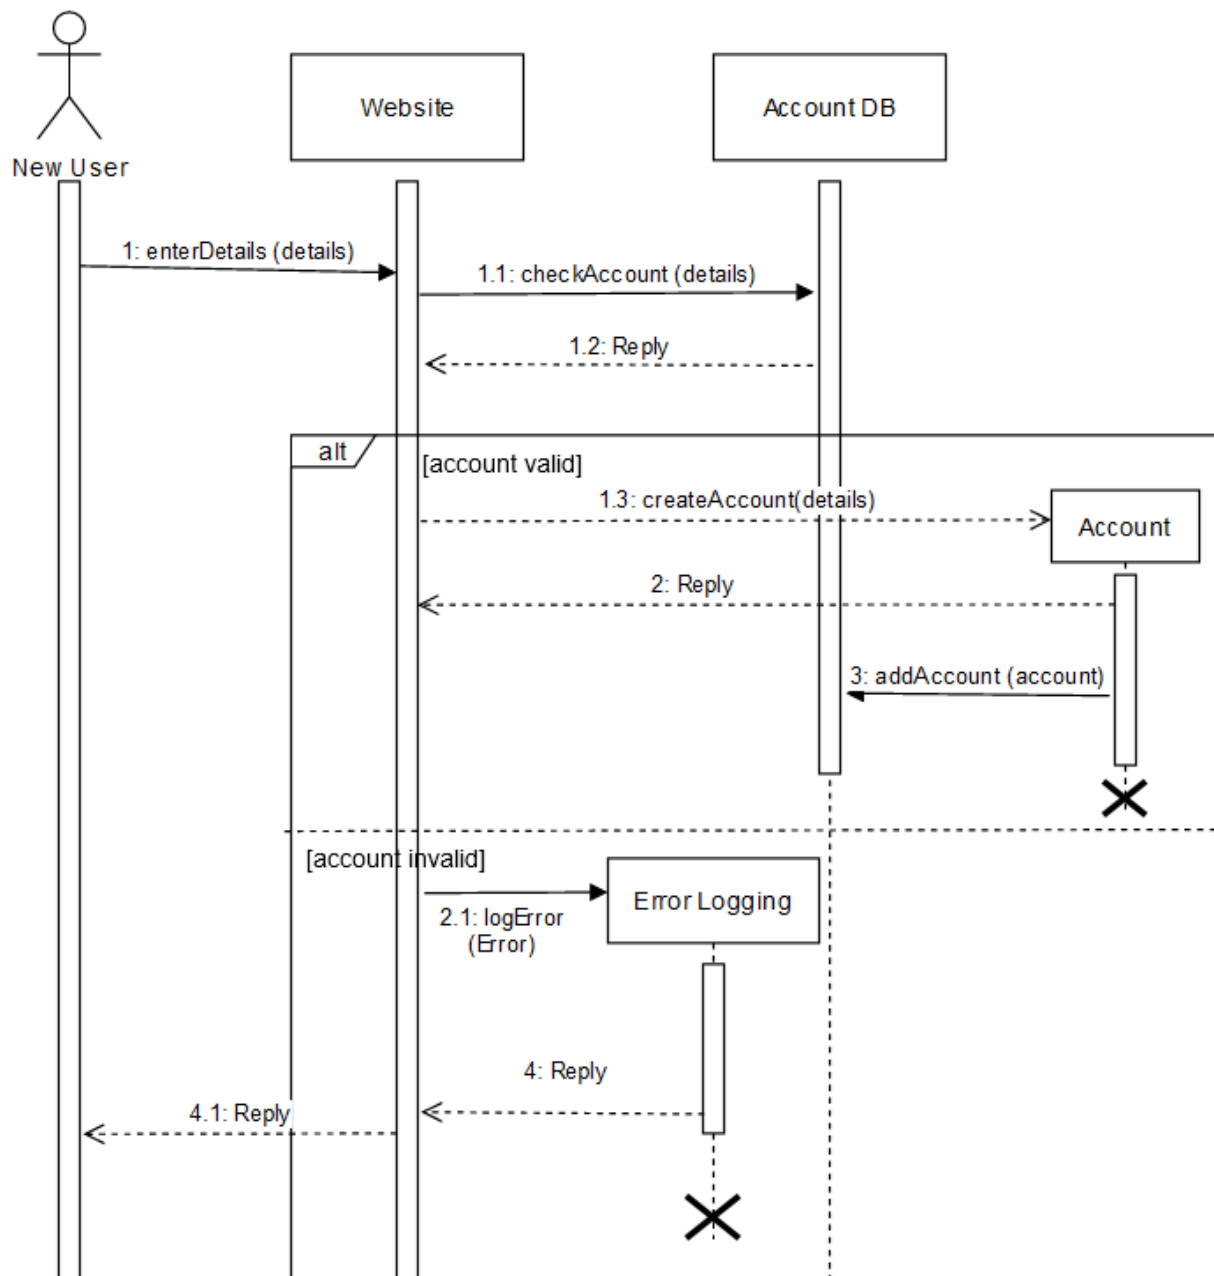 New User
Website
Account DB
1: enterDetails (details)
1.1: checkAccount (details)
1.2: Reply
alt
[account valid]
1.3: createAccount(details)
Account
2: Reply
3: addAccount (account)
[account invalid]
2.1: logError
(Error)
Error Logging
4: Reply
4.1: Reply